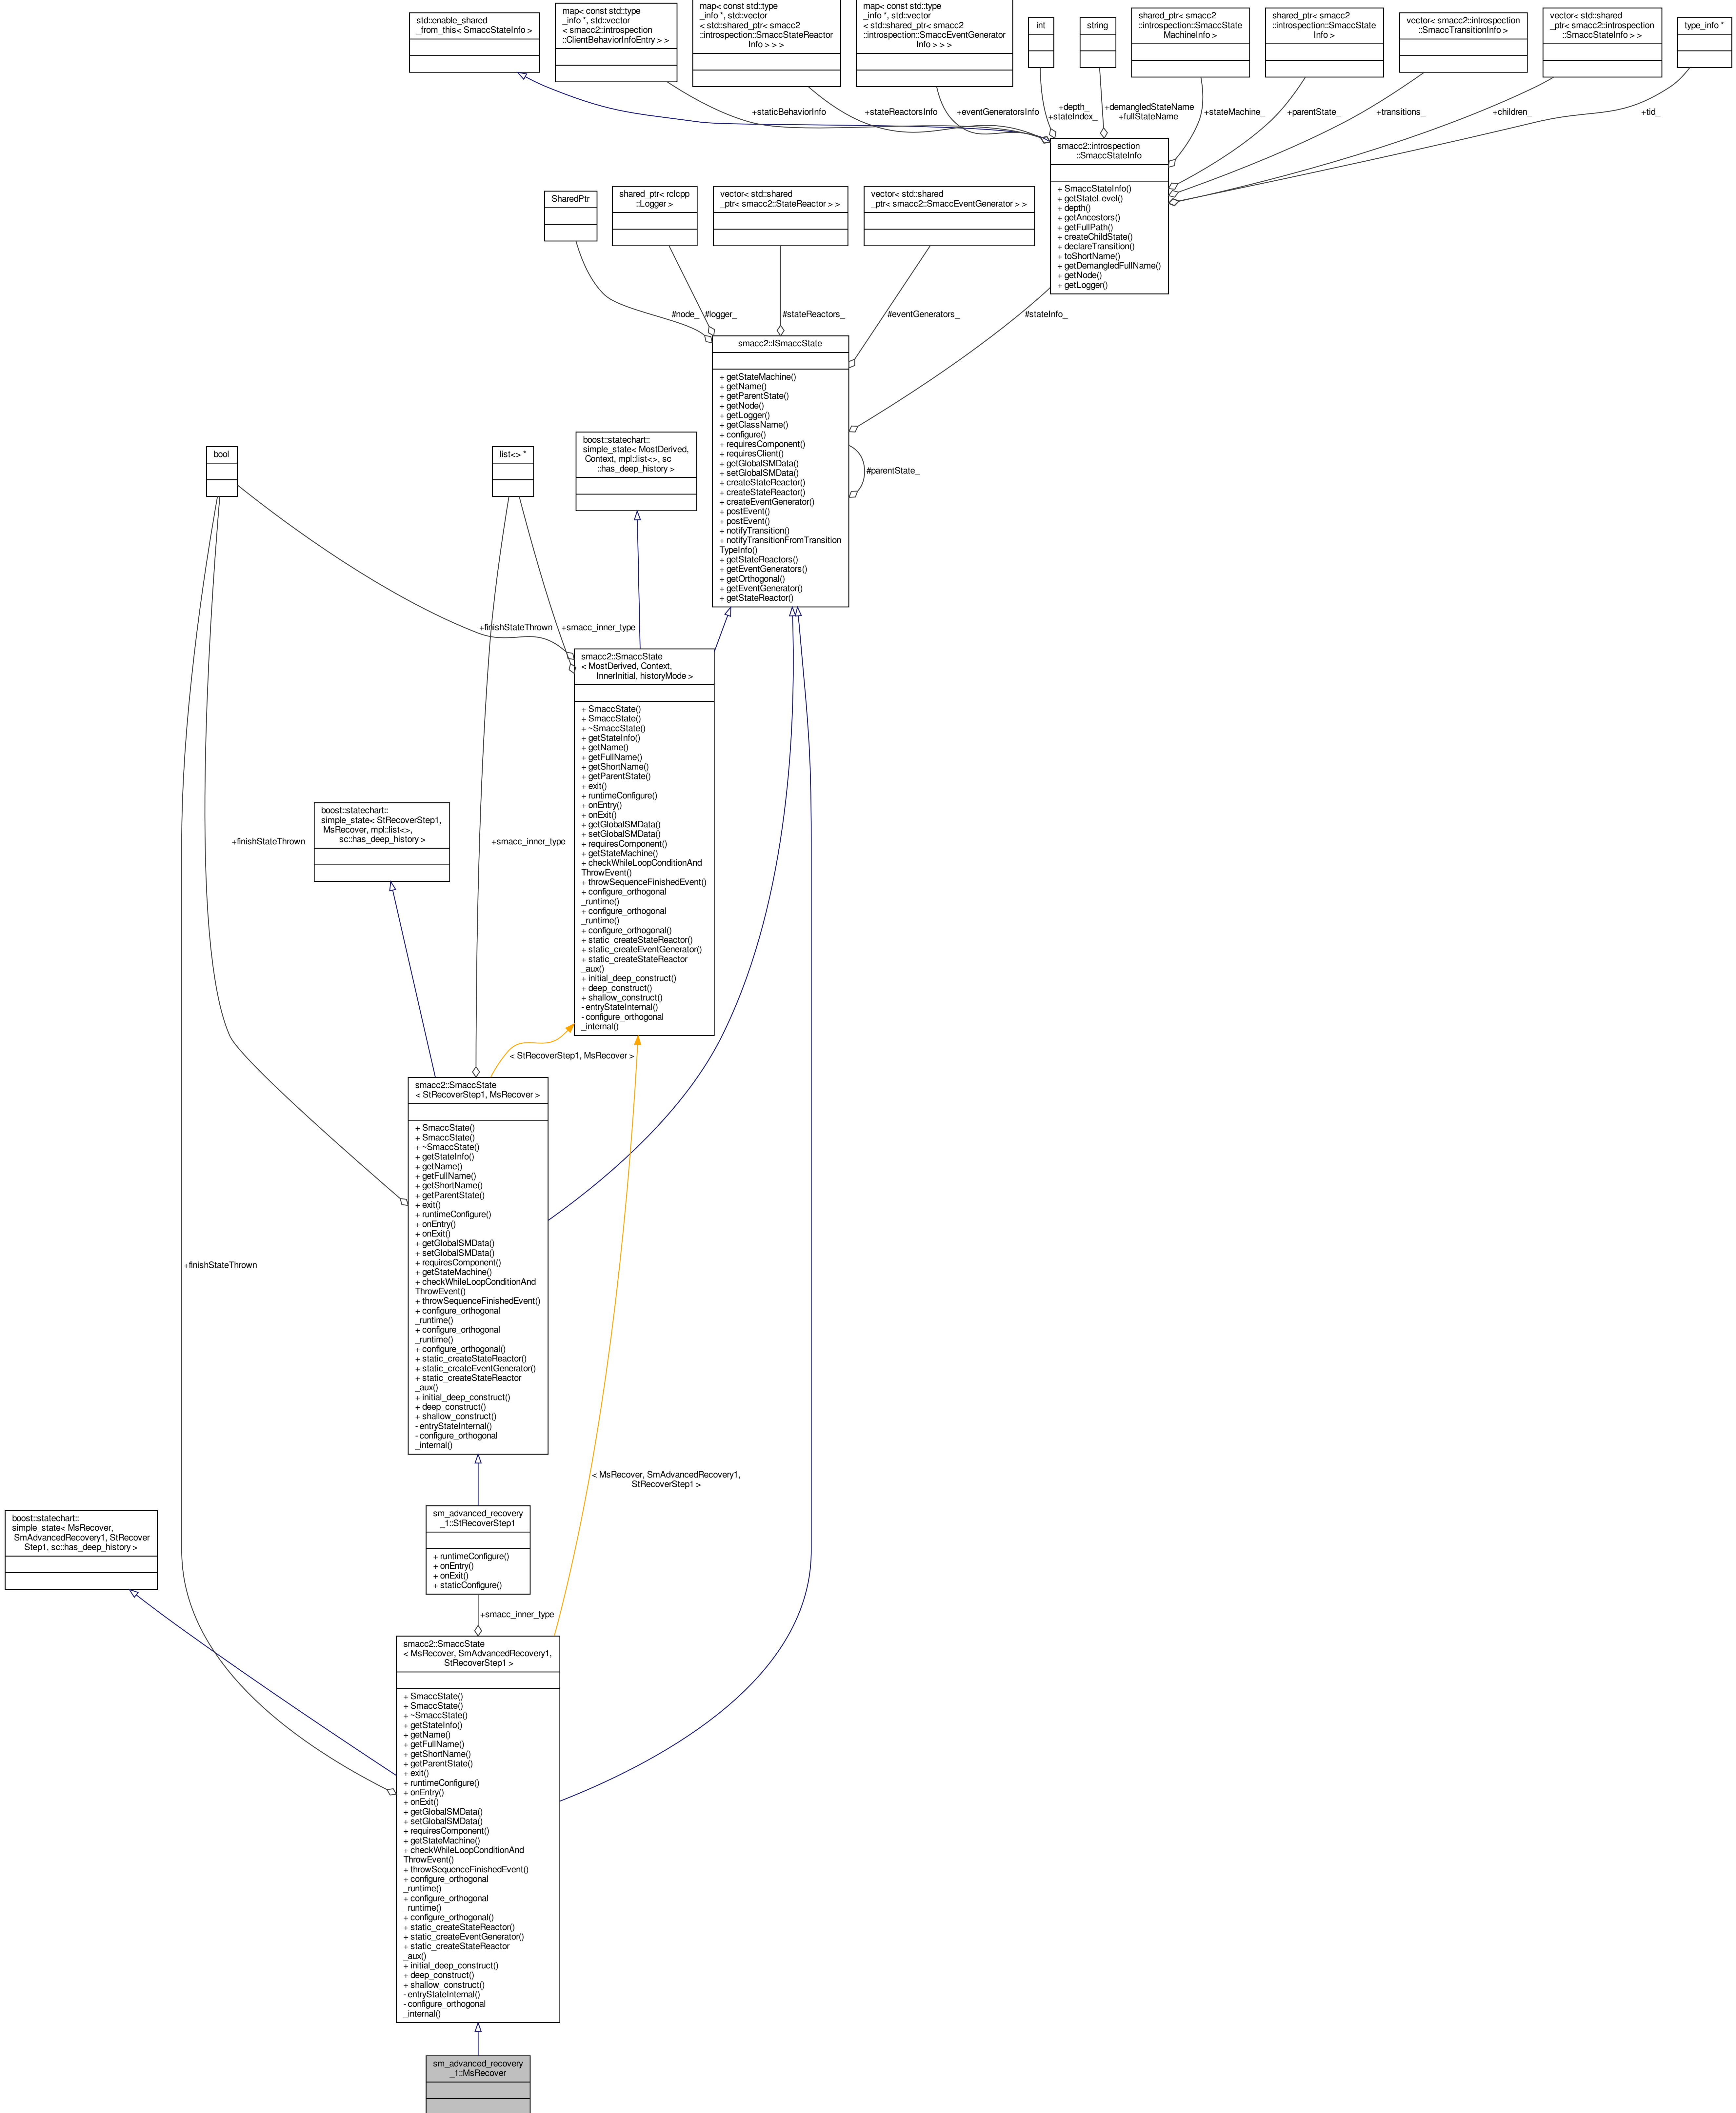 std::enable_shared
_from_this< SmaccStateInfo >
map< const std::type
_info *, std::vector
< smacc2::introspection
::ClientBehaviorInfoEntry > >
map< const std::type
_info *, std::vector
< std::shared_ptr< smacc2
::introspection::SmaccStateReactor
Info > > >
map< const std::type
_info *, std::vector
< std::shared_ptr< smacc2
::introspection::SmaccEventGenerator
Info > > >
int
string
shared_ptr< smacc2
::introspection::SmaccState
MachineInfo >
shared_ptr< smacc2
::introspection::SmaccState
Info >
vector< smacc2::introspection
::SmaccTransitionInfo >
vector< std::shared
_ptr< smacc2::introspection
::SmaccStateInfo > >
type_info *
+staticBehaviorInfo
+stateReactorsInfo
+eventGeneratorsInfo
+depth_
+stateIndex_
+demangledStateName
+fullStateName
+stateMachine_
+parentState_
+transitions_
+children_
+tid_
smacc2::introspection
::SmaccStateInfo
+ SmaccStateInfo()
+ getStateLevel()
+ depth()
+ getAncestors()
+ getFullPath()
+ createChildState()
+ declareTransition()
+ toShortName()
+ getDemangledFullName()
+ getNode()
+ getLogger()
SharedPtr
shared_ptr< rclcpp
::Logger >
vector< std::shared
_ptr< smacc2::StateReactor > >
vector< std::shared
_ptr< smacc2::SmaccEventGenerator > >
#node_
#logger_
#stateReactors_
#eventGenerators_
#stateInfo_
smacc2::ISmaccState
+ getStateMachine()
+ getName()
+ getParentState()
+ getNode()
+ getLogger()
+ getClassName()
+ configure()
+ requiresComponent()
+ requiresClient()
+ getGlobalSMData()
+ setGlobalSMData()
+ createStateReactor()
+ createStateReactor()
+ createEventGenerator()
+ postEvent()
+ postEvent()
+ notifyTransition()
+ notifyTransitionFromTransition
TypeInfo()
+ getStateReactors()
+ getEventGenerators()
+ getOrthogonal()
+ getEventGenerator()
+ getStateReactor()
#parentState_
bool
list<> *
boost::statechart::
simple_state< MostDerived,
Context, mpl::list<>, sc
::has_deep_history >
+finishStateThrown
+smacc_inner_type
smacc2::SmaccState
< MostDerived, Context,
InnerInitial, historyMode >
+ SmaccState()
+ SmaccState()
+ ~SmaccState()
+ getStateInfo()
+ getName()
+ getFullName()
+ getShortName()
+ getParentState()
+ exit()
+ runtimeConfigure()
+ onEntry()
+ onExit()
+ getGlobalSMData()
+ setGlobalSMData()
+ requiresComponent()
+ getStateMachine()
+ checkWhileLoopConditionAnd
ThrowEvent()
+ throwSequenceFinishedEvent()
+ configure_orthogonal
_runtime()
+ configure_orthogonal
_runtime()
+ configure_orthogonal()
+ static_createStateReactor()
+ static_createEventGenerator()
+ static_createStateReactor
_aux()
+ initial_deep_construct()
+ deep_construct()
+ shallow_construct()
- entryStateInternal()
- configure_orthogonal
_internal()
boost::statechart::
simple_state< StRecoverStep1,
MsRecover, mpl::list<>,
sc::has_deep_history >
+finishStateThrown
+smacc_inner_type
< StRecoverStep1, MsRecover >
smacc2::SmaccState
< StRecoverStep1, MsRecover >
+ SmaccState()
+ SmaccState()
+ ~SmaccState()
+ getStateInfo()
+ getName()
+ getFullName()
+ getShortName()
+ getParentState()
+ exit()
+ runtimeConfigure()
+ onEntry()
+ onExit()
+ getGlobalSMData()
+ setGlobalSMData()
+ requiresComponent()
+ getStateMachine()
+ checkWhileLoopConditionAnd
ThrowEvent()
+ throwSequenceFinishedEvent()
+ configure_orthogonal
_runtime()
+ configure_orthogonal
_runtime()
+ configure_orthogonal()
+ static_createStateReactor()
+ static_createEventGenerator()
+ static_createStateReactor
_aux()
+ initial_deep_construct()
+ deep_construct()
+ shallow_construct()
- entryStateInternal()
- configure_orthogonal
_internal()
+finishStateThrown
< MsRecover, SmAdvancedRecovery1,
StRecoverStep1 >
boost::statechart::
simple_state< MsRecover,
SmAdvancedRecovery1, StRecover
Step1, sc::has_deep_history >
sm_advanced_recovery
_1::StRecoverStep1
+ runtimeConfigure()
+ onEntry()
+ onExit()
+ staticConfigure()
+smacc_inner_type
smacc2::SmaccState
< MsRecover, SmAdvancedRecovery1,
StRecoverStep1 >
+ SmaccState()
+ SmaccState()
+ ~SmaccState()
+ getStateInfo()
+ getName()
+ getFullName()
+ getShortName()
+ getParentState()
+ exit()
+ runtimeConfigure()
+ onEntry()
+ onExit()
+ getGlobalSMData()
+ setGlobalSMData()
+ requiresComponent()
+ getStateMachine()
+ checkWhileLoopConditionAnd
ThrowEvent()
+ throwSequenceFinishedEvent()
+ configure_orthogonal
_runtime()
+ configure_orthogonal
_runtime()
+ configure_orthogonal()
+ static_createStateReactor()
+ static_createEventGenerator()
+ static_createStateReactor
_aux()
+ initial_deep_construct()
+ deep_construct()
+ shallow_construct()
- entryStateInternal()
- configure_orthogonal
_internal()
sm_advanced_recovery
_1::MsRecover